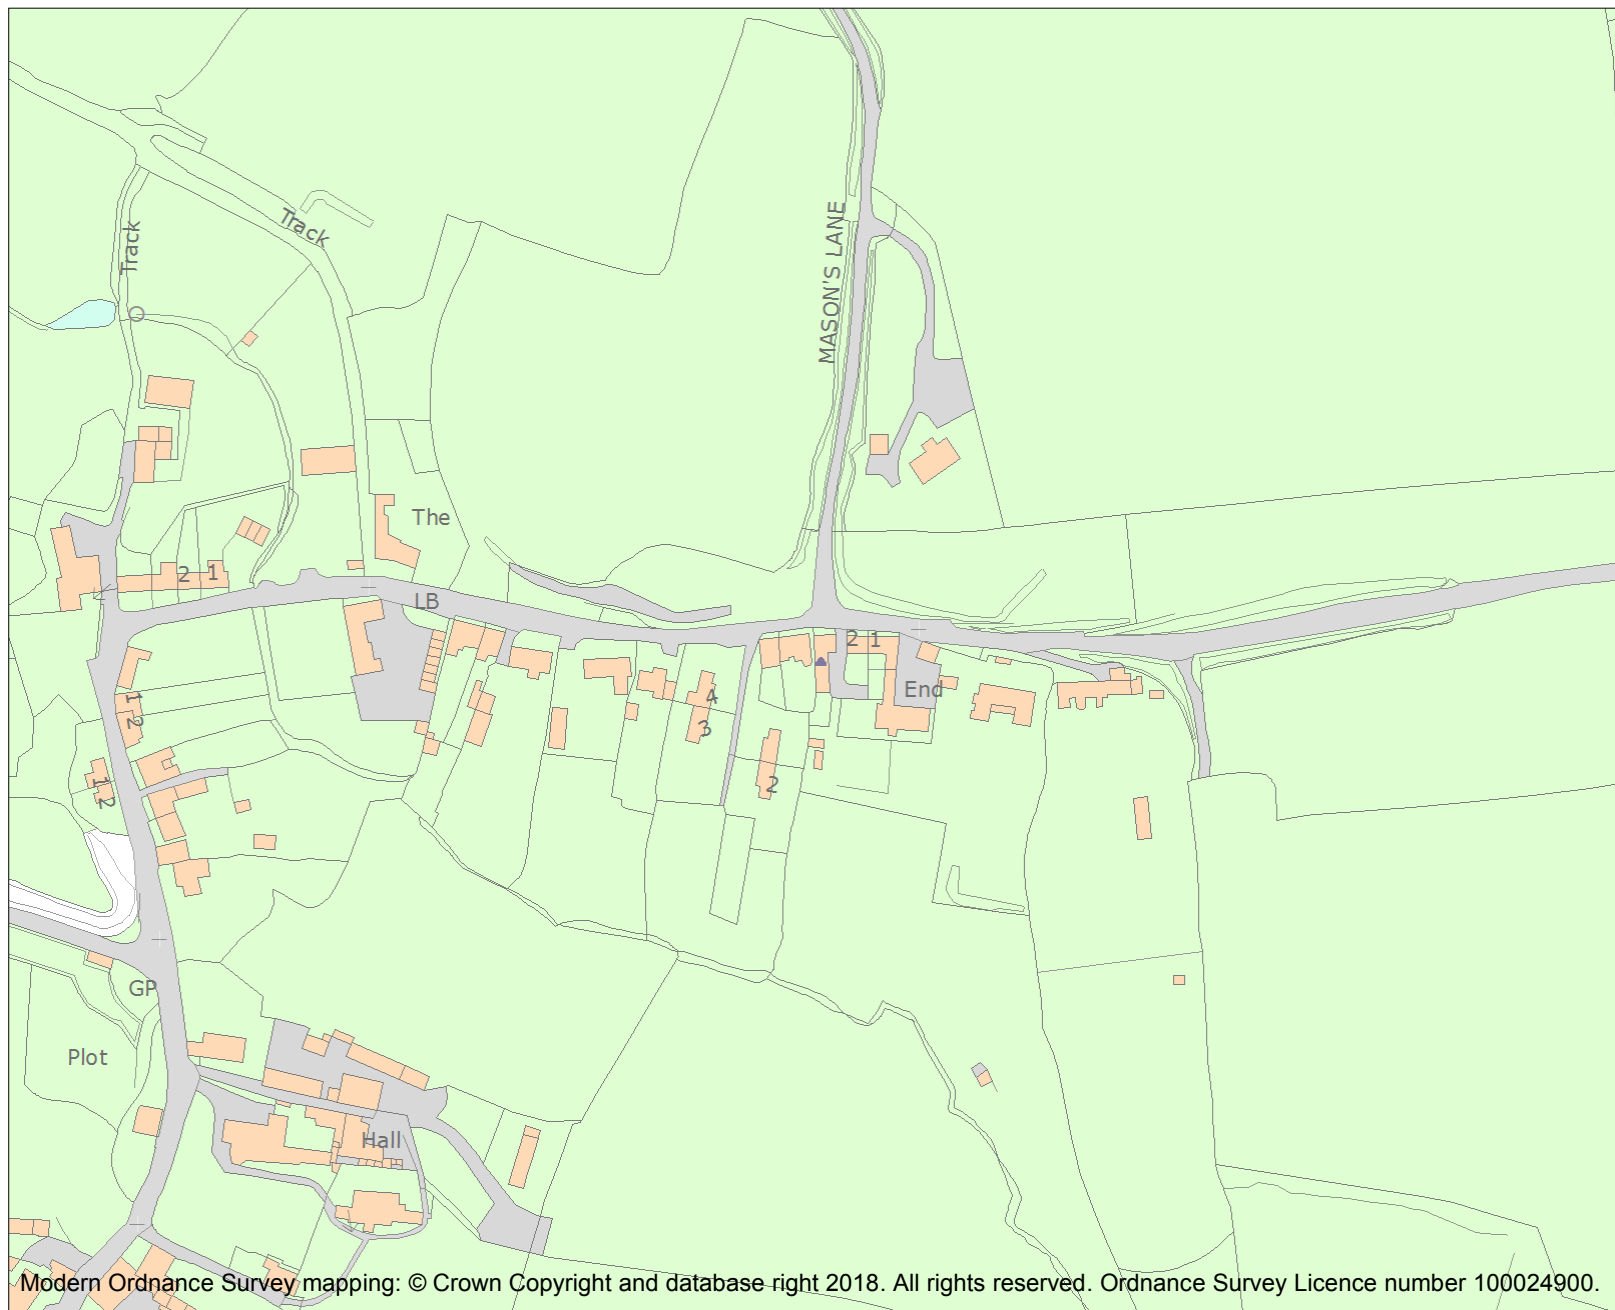 MASON'S LANE
Track
Track
The
2 1
LB
2 1
End
4
3
1 2
2
1 2
GP
Plot
Hall
Modern Ordnance Survey mapping: © Crown Copyright and database right 2018. All rights reserved. Ordnance Survey Licence number 100024900.